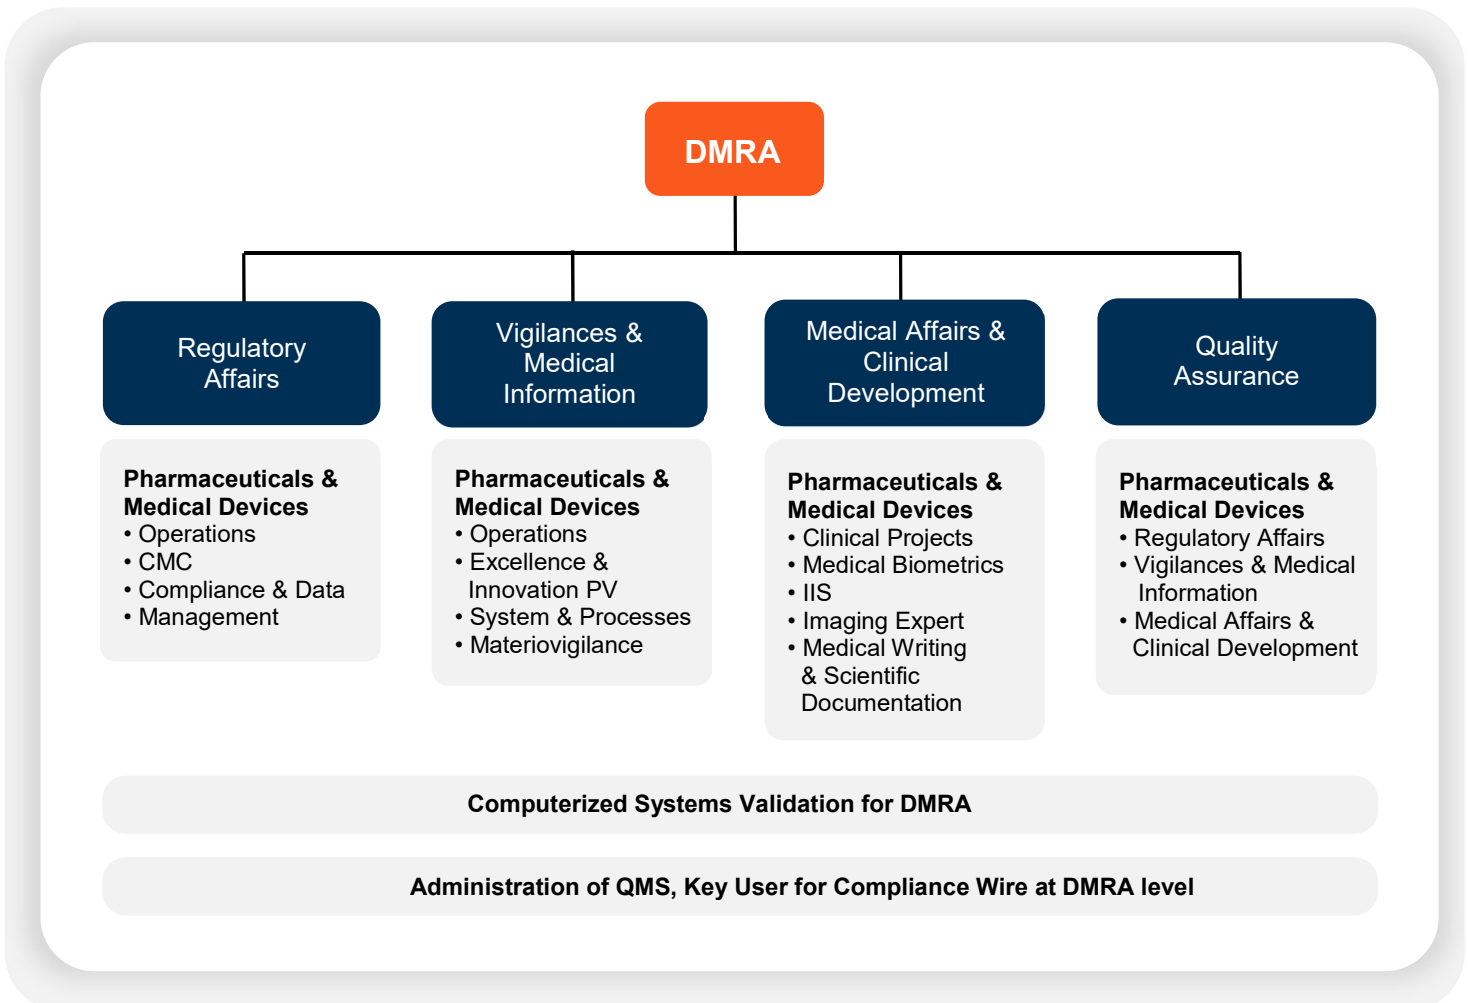 DMRA
Regulatory
Affairs
Vigilances &
Medical
Information
Medical Affairs &
Clinical
Development
Quality
Assurance
Pharmaceuticals &
Medical Devices
• Operations
• CMC
• Compliance & Data
• Management
Pharmaceuticals &
Medical Devices
• Operations
• Excellence &
Innovation PV
• System & Processes
• Materiovigilance
Pharmaceuticals &
Medical Devices
• Clinical Projects
• Medical Biometrics
• IIS
• Imaging Expert
• Medical Writing
& Scientific
Documentation
Pharmaceuticals &
Medical Devices
• Regulatory Affairs
• Vigilances & Medical
Information
• Medical Affairs &
Clinical Development
Computerized Systems Validation for DMRA
Administration of QMS, Key User for Compliance Wire at DMRA level